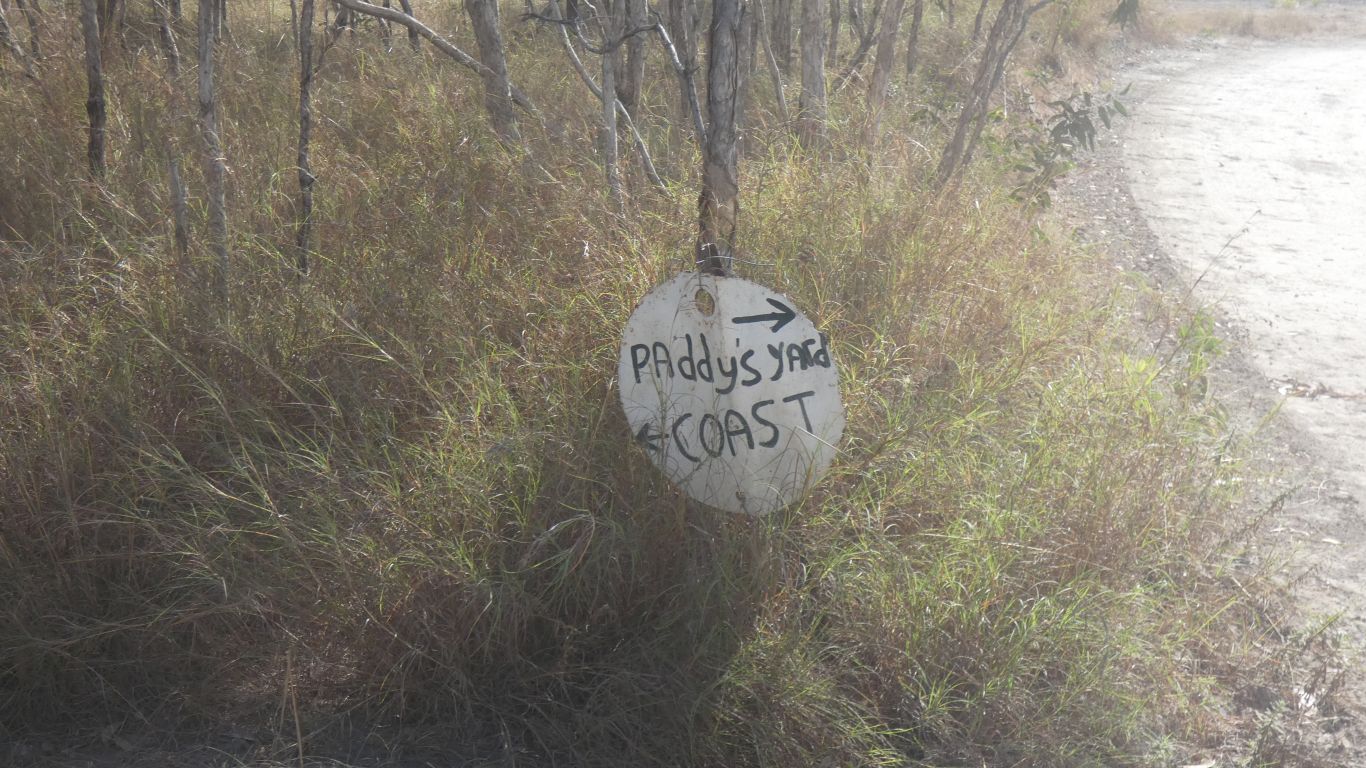 →
PAddy's YArd
← COAST